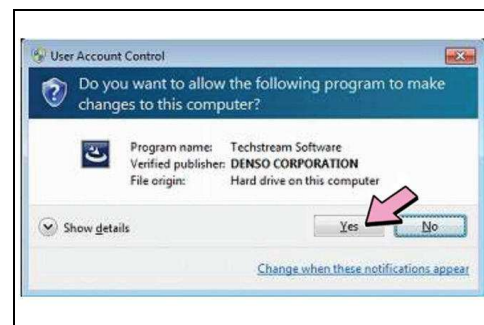 User Account Control
Do you want to allow the following program to make
changes to this computer?
Program name: Techstream Software
Verified publisher: DENSO CORPORATION
File origin: Hard drive on this computer
Show details
Yes
No
Change when these notifications appear